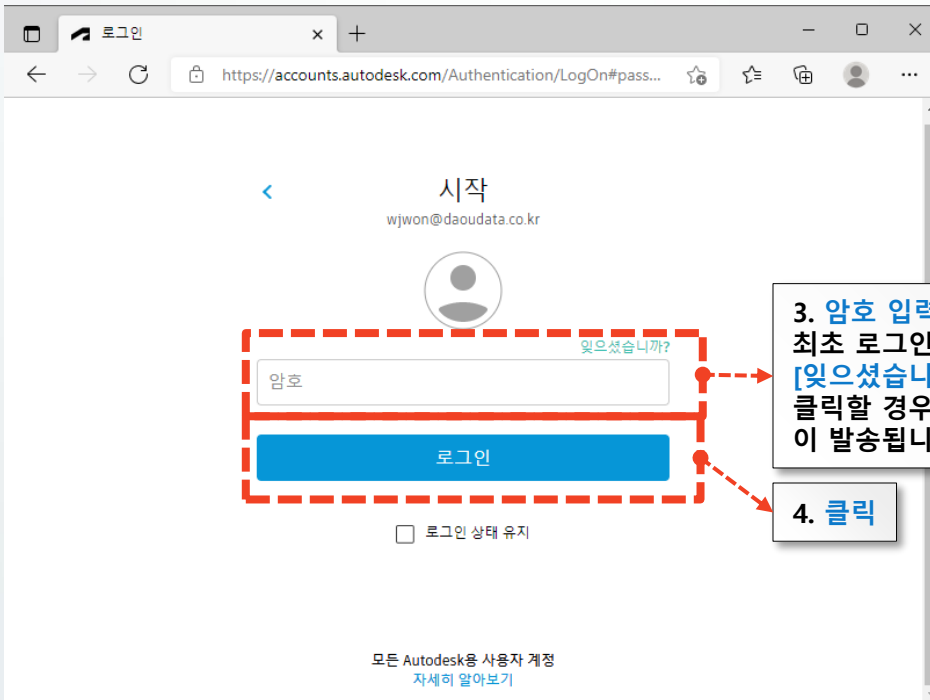 로그인
https://accounts.autodesk.com/Authentication/LogOn#pass...
시작
wjwon@daoudata.co.kr
잊으셨습니까?
암호
로그인
로그인 상태 유지
모든 Autodesk용 사용자 계정
자세히 알아보기
3. 암호 입력
최초 로그인
[잊으셨습니
클릭할 경우
이 발송됩니
4. 클릭